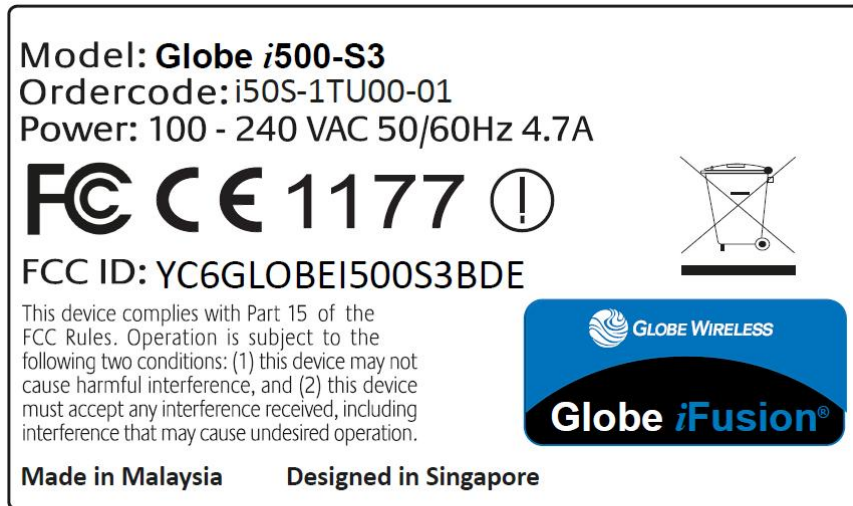 Model: Globe i500-S3
Ordercode: i50S-1TU00-01
Power: 100 - 240 VAC 50/60Hz 4.7A
FC CE 1177
FCC ID: YC6GLOBEI500S3BDE
This device complies with Part 15 of the
FCC Rules. Operation is subject to the
following two conditions: (1) this device may not
cause harmful interference, and (2) this device
must accept any interference received, including
interference that may cause undesired operation.
GLOBE WIRELESS
Globe iFusion®
Made in Malaysia Designed in Singapore